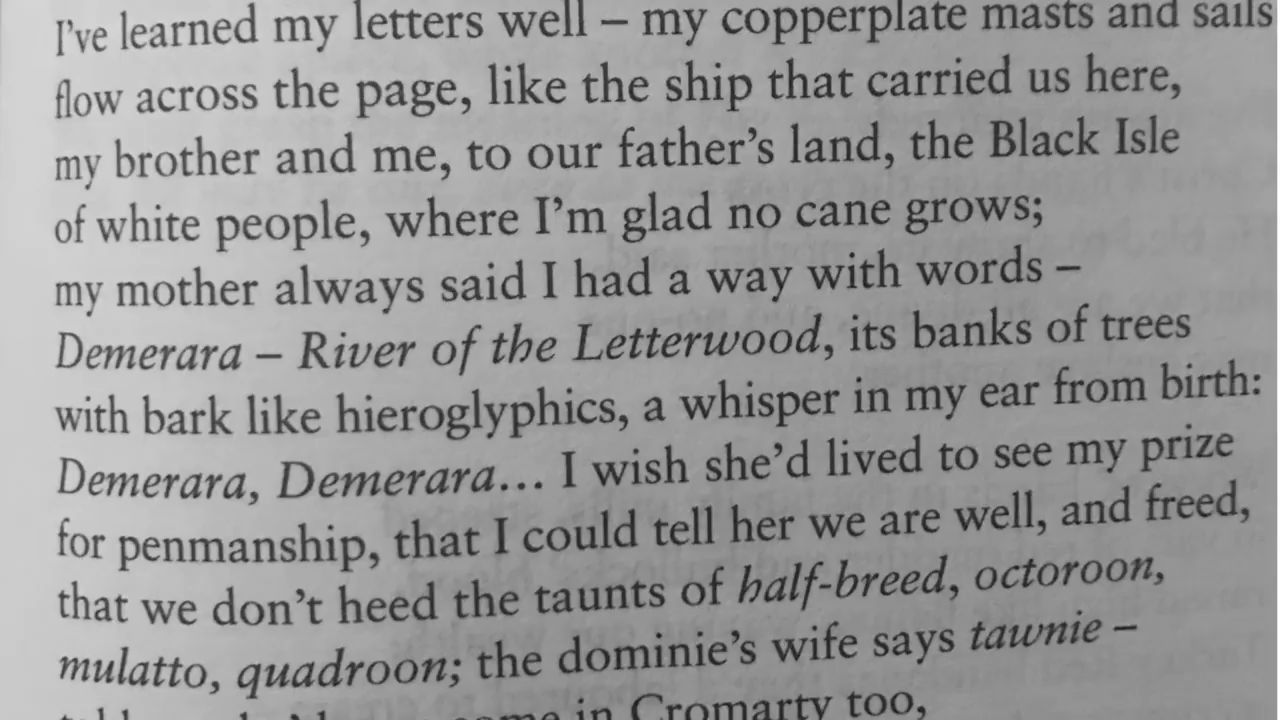 I've learned my letters well – my copperplate masts and sails
flow across the page, like the ship that carried us here,
my brother and me, to our father's land, the Black Isle
of white people, where I'm glad no cane grows;
my mother always said I had a way with words –
Demerara – River of the Letterwood, its banks of trees
with bark like hieroglyphics, a whisper in my ear from birth:
Demerara, Demerara... I wish she'd lived to see my prize
for penmanship, that I could tell her we are well, and freed,
that we don't heed the taunts of half-breed, octoroon,
mulatto, quadroon; the dominie's wife says tawnie –
in Cromarty too,